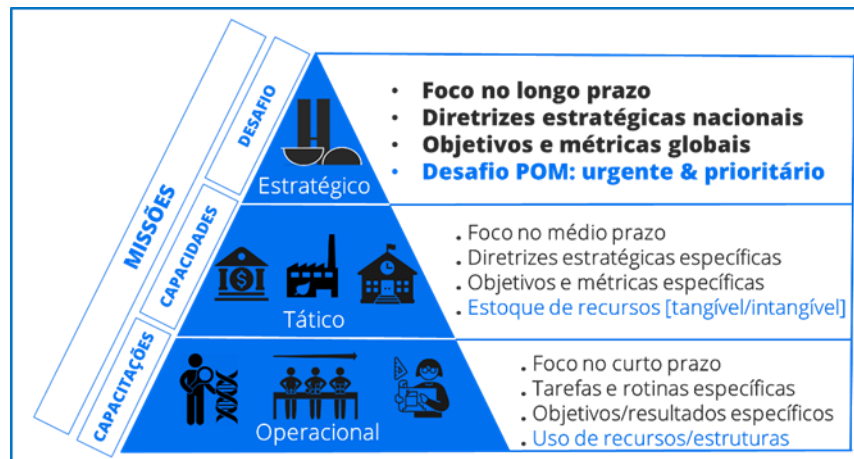 MISSÕES
DESAFIO
CAPACIDADES
CAPACITAÇÕES
Estratégico
• Foco no longo prazo
• Diretrizes estratégicas nacionais
• Objetivos e métricas globais
• Desafio POM: urgente & prioritário
$
Tático
. Foco no médio prazo
. Diretrizes estratégicas específicas
. Objetivos e métricas específicas
. Estoque de recursos [tangível/intangível]
Operacional
. Foco no curto prazo
. Tarefas e rotinas específicas
. Objetivos/resultados específicos
. Uso de recursos/estruturas